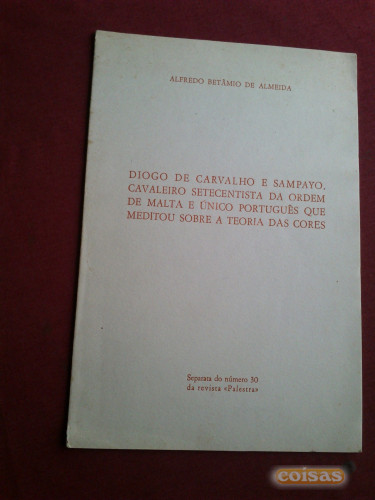 ALFREDO BETÂMIO DE ALMEIDA
DIOGO DE CARVALHO E SAMPAYO,
CAVALEIRO SETECENTISTA DA ORDEM
DE MALTA E ÚNICO PORTUGUÊS QUE
MEDITOU SOBRE A TEORIA DAS CORES
Separata do número 30
da revista «Palestra»
coisas